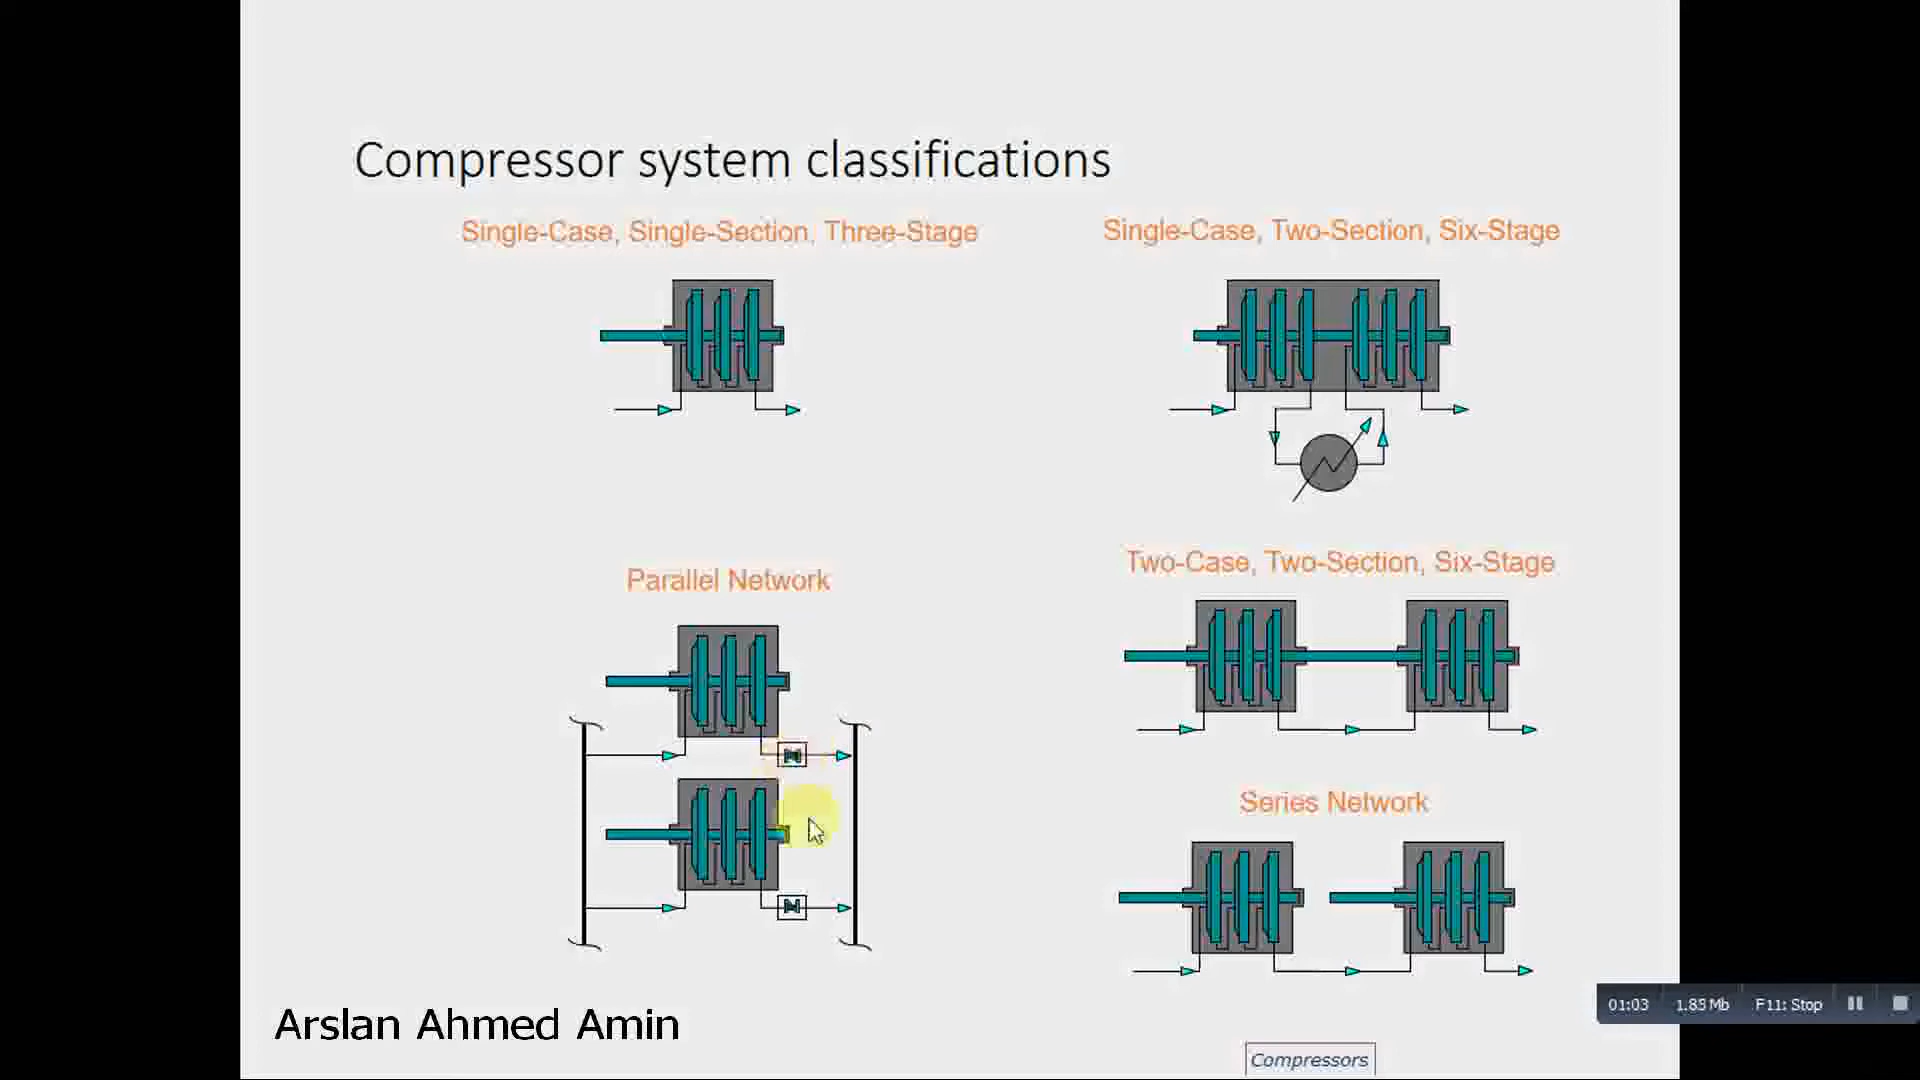 Compressor system classifications
Single-Case, Single-Section, Three-Stage
Single-Case, Two-Section, Six-Stage
Parallel Network
Two-Case, Two-Section, Six-Stage
Series Network
Arslan Ahmed Amin
01:03 1.85 Mb F11: Stop
Compressors